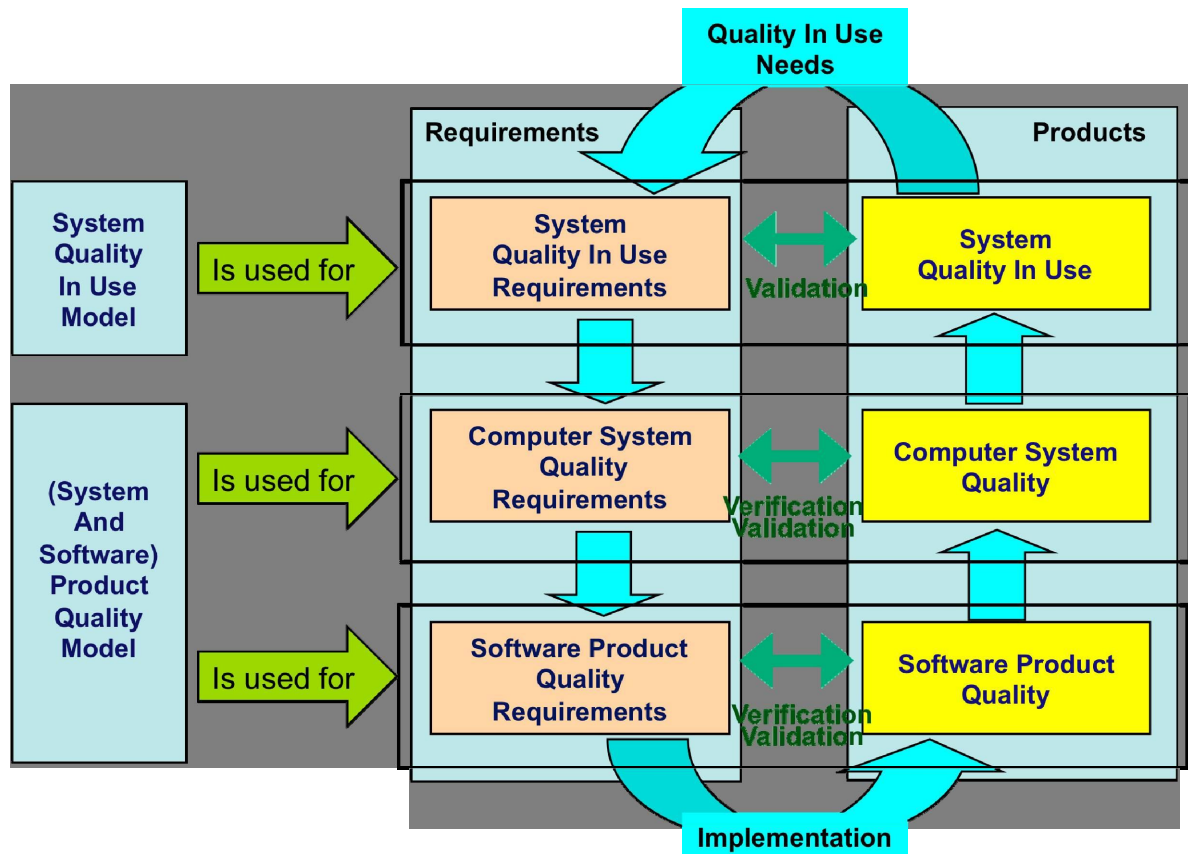 Quality In Use
Needs
Requirements
Products
System
Quality
In Use
Model
Is used for
System
Quality In Use
Requirements
Validation
System
Quality In Use
(System
And
Software)
Product
Quality
Model
Is used for
Computer System
Quality
Requirements
Verification
Validation
Computer System
Quality
Is used for
Software Product
Quality
Requirements
Verification
Validation
Software Product
Quality
Implementation